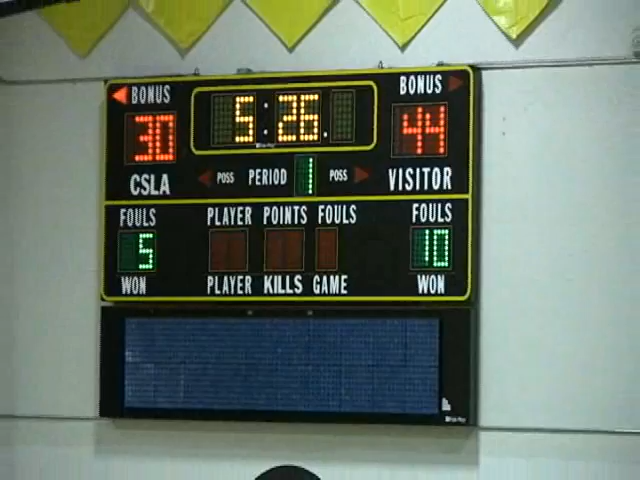 BONUS 5:26. BONUS
30 44
CSLA POSS PERIOD 1 POSS VISITOR
FOULS PLAYER POINTS FOULS FOULS
5 10
WON PLAYER KILLS GAME WON